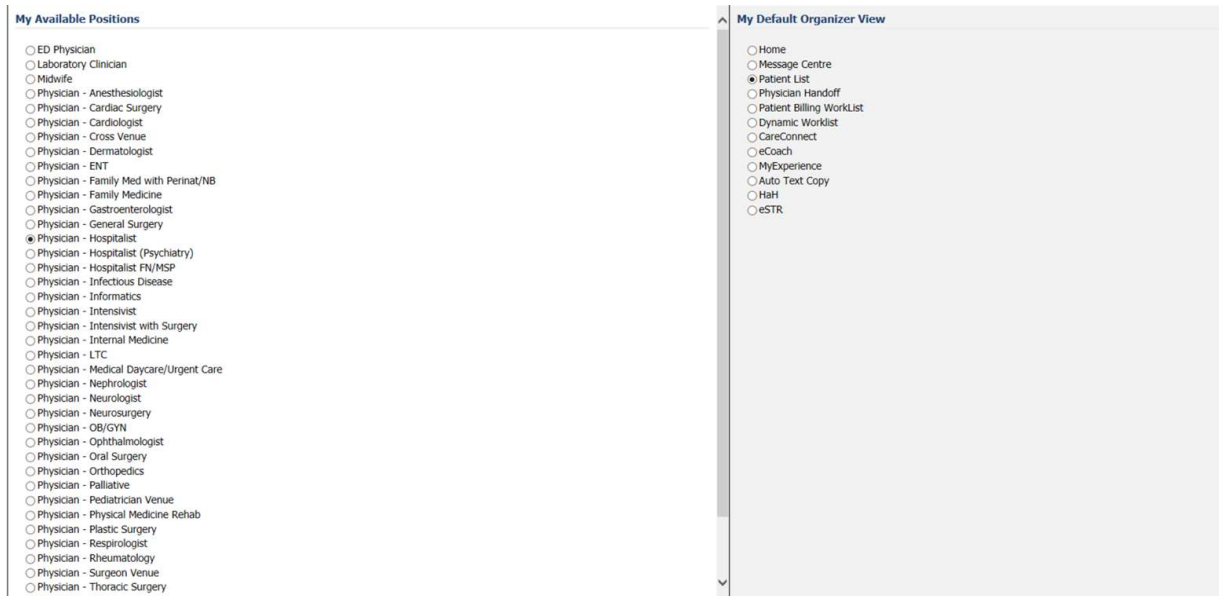 My Available Positions
ED Physician
Laboratory Clinician
Midwife
Physician - Anesthesiologist
Physician - Cardiac Surgery
Physician - Cardiologist
Physician - Cross Venue
Physician - Dermatologist
Physician - ENT
Physician - Family Med with Perinat/NB
Physician - Family Medicine
Physician - Gastroenterologist
Physician - General Surgery
Physician - Hospitalist
Physician - Hospitalist (Psychiatry)
Physician - Hospitalist FN/MSP
Physician - Infectious Disease
Physician - Informatics
Physician - Intensivist
Physician - Intensivist with Surgery
Physician - Internal Medicine
Physician - LTC
Physician - Medical Daycare/Urgent Care
Physician - Nephrologist
Physician - Neurologist
Physician - Neurosurgery
Physician - OB/GYN
Physician - Ophthalmologist
Physician - Oral Surgery
Physician - Orthopedics
Physician - Palliative
Physician - Pediatrician Venue
Physician - Physical Medicine Rehab
Physician - Plastic Surgery
Physician - Respirologist
Physician - Rheumatology
Physician - Surgeon Venue
Physician - Thoracic Surgery
My Default Organizer View
Home
Message Centre
Patient List
Physician Handoff
Patient Billing WorkList
Dynamic Worklist
CareConnect
eCoach
MyExperience
Auto Text Copy
HaH
eSTR